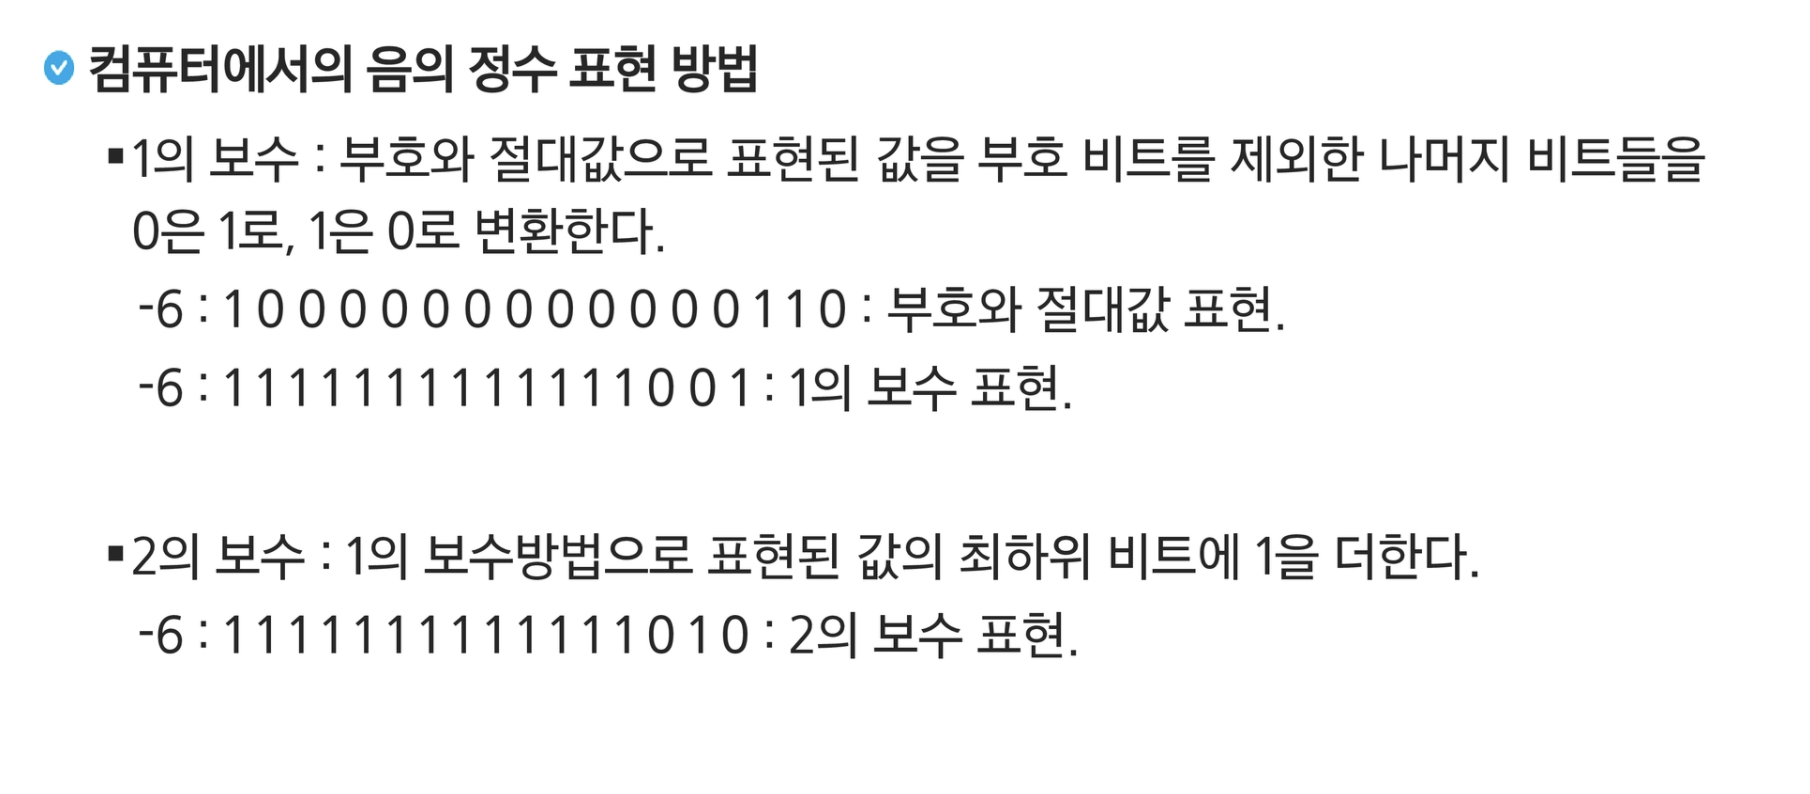 컴퓨터에서의 음의 정수 표현 방법
▪1의 보수 : 부호와 절대값으로 표현된 값을 부호 비트를 제외한 나머지 비트들을
0은 1로, 1은 0로 변환한다.
-6 : 1 0 0 0 0 0 0 0 0 0 0 0 0 1 1 0 : 부호와 절대값 표현.
-6 : 1 1 1 1 1 1 1 1 1 1 1 1 1 0 0 1 : 1의 보수 표현.
▪2의 보수 : 1의 보수방법으로 표현된 값의 최하위 비트에 1을 더한다.
-6 : 1 1 1 1 1 1 1 1 1 1 1 1 1 0 1 0 : 2의 보수 표현.